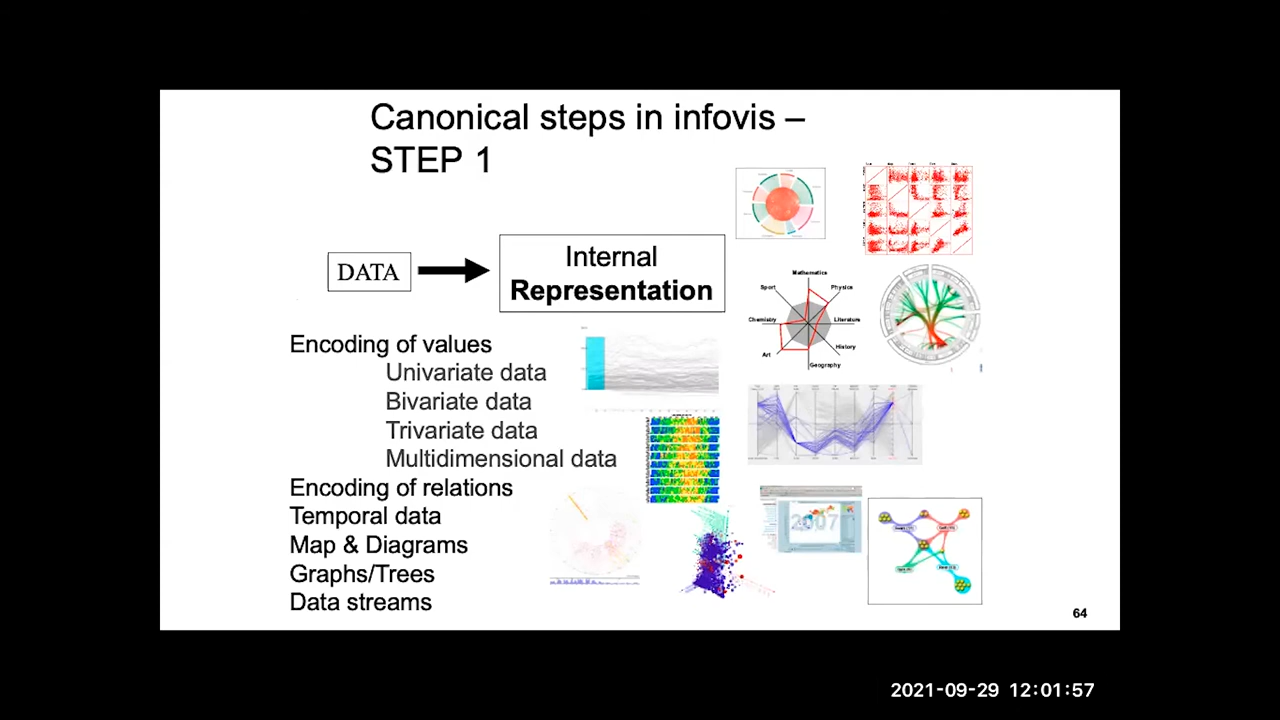 Canonical steps in infovis –
STEP 1
DATA
Internal
Representation
Encoding of values
Univariate data
Bivariate data
Trivariate data
Multidimensional data
Encoding of relations
Temporal data
Map & Diagrams
Graphs/Trees
Data streams
Mathematics
Sport
Physics
Chemistry
Literature
Art
History
Geography
2007
64
2021-09-29 12:01:57